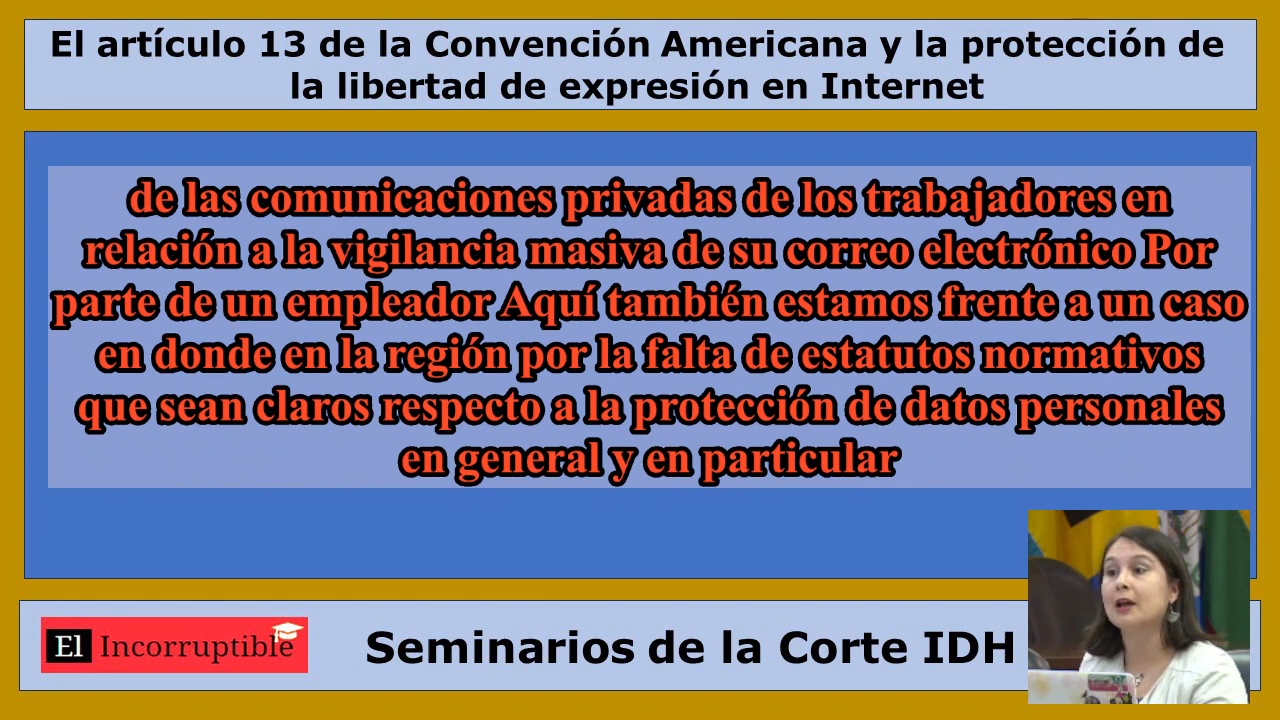 El artículo 13 de la Convención Americana y la protección de
la libertad de expresión en Internet
de las comunicaciones privadas de los trabajadores en
relación a la vigilancia masiva de su correo electrónico Por
parte de un empleador Aquí también estamos frente a un caso
en donde en la región por la falta de estatutos normativos
que sean claros respecto a la protección de datos personales
en general y en particular
El Incorruptible
Seminarios de la Corte IDH